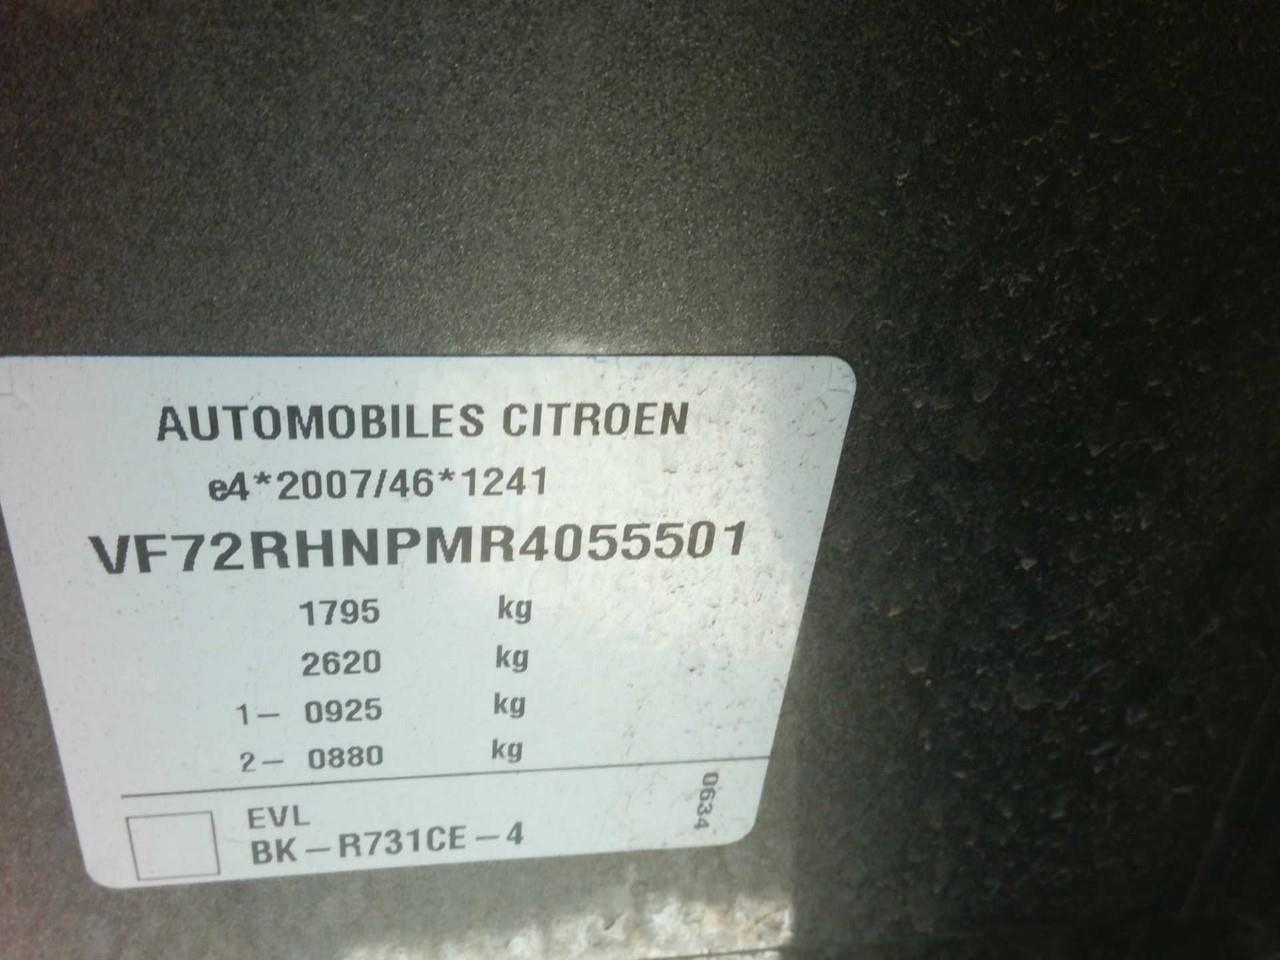 AUTOMOBILES CITROEN
e4*2007/46*1241
VF72RHNPMR4055501
1795 kg
2620 kg
1– 0925 kg
2– 0880 kg
EVL
BK–R731CE–4
0634